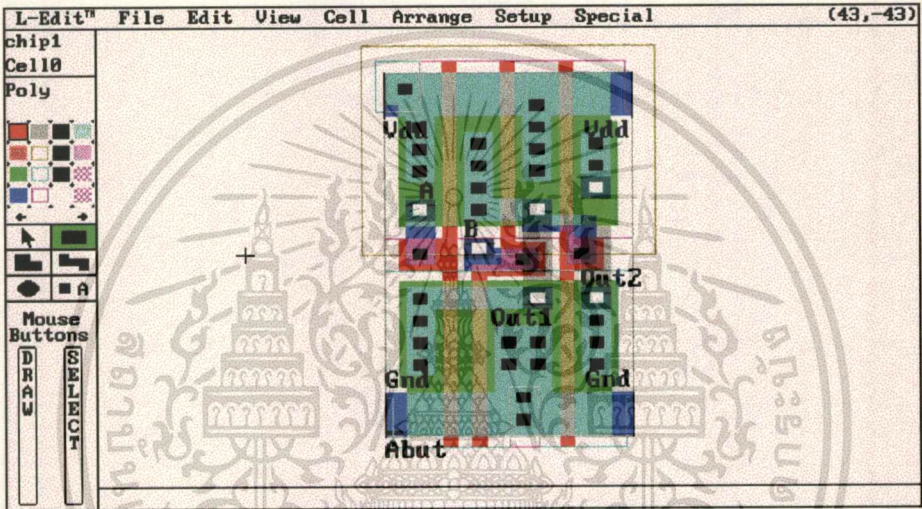 L-Edit™ File Edit View Cell Arrange Setup Special (43,-43)
chip1
Cell0
Poly
Vdd Vdd
A
B
Out2
Out1
Gnd Gnd
Abut
A
Mouse
Buttons
DRAW
SELECT